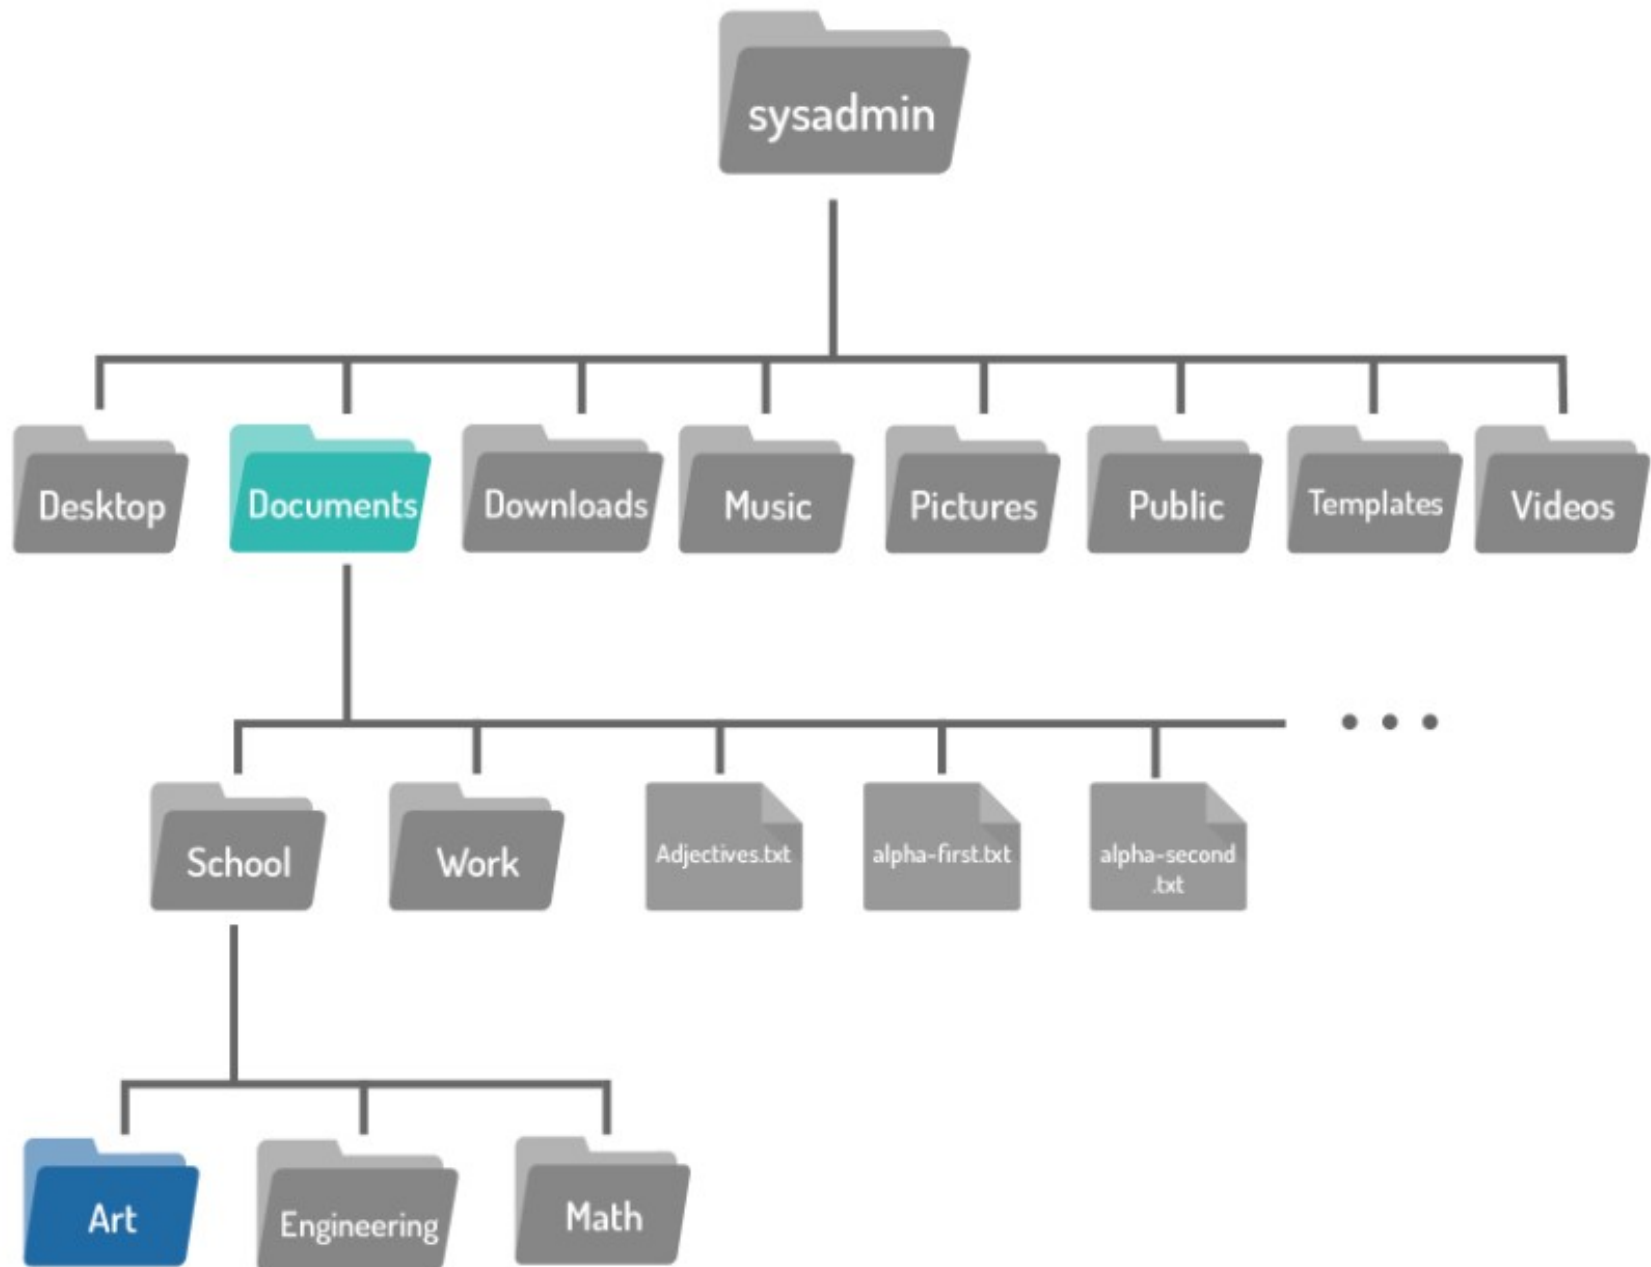 sysadmin
Desktop
Documents
Downloads
Music
Pictures
Public
Templates
Videos
School
Work
Adjectives.txt
alpha-first.txt
alpha-second
.txt
Art
Engineering
Math